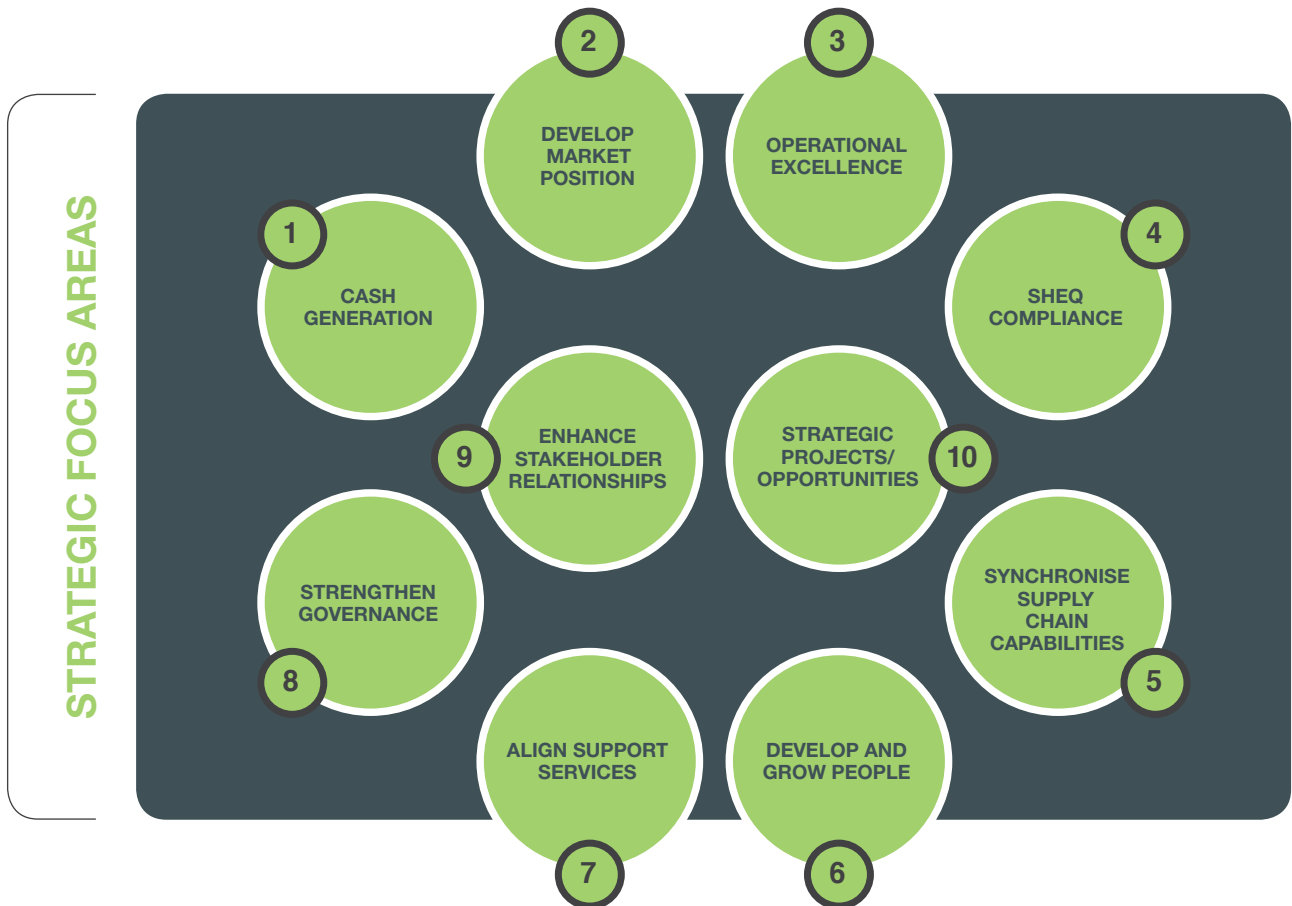 STRATEGIC FOCUS AREAS
1
CASH
GENERATION
2
DEVELOP
MARKET
POSITION
3
OPERATIONAL
EXCELLENCE
4
SHEQ
COMPLIANCE
5
SYNCHRONISE
SUPPLY
CHAIN
CAPABILITIES
6
DEVELOP AND
GROW PEOPLE
7
ALIGN SUPPORT
SERVICES
8
STRENGTHEN
GOVERNANCE
9
ENHANCE
STAKEHOLDER
RELATIONSHIPS
10
STRATEGIC
PROJECTS/
OPPORTUNITIES